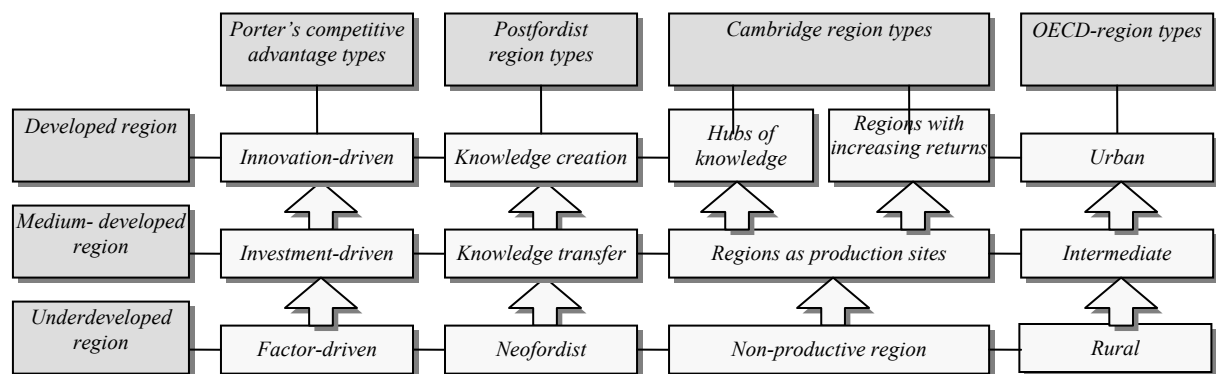 Porter's competitive
advantage types
Postfordist
region types
Cambridge region types
OECD-region types
Developed region
Innovation-driven
Knowledge creation
Hubs of
knowledge
Regions with
increasing returns
Urban
Medium- developed
region
Investment-driven
Knowledge transfer
Regions as production sites
Intermediate
Underdeveloped
region
Factor-driven
Neofordist
Non-productive region
Rural